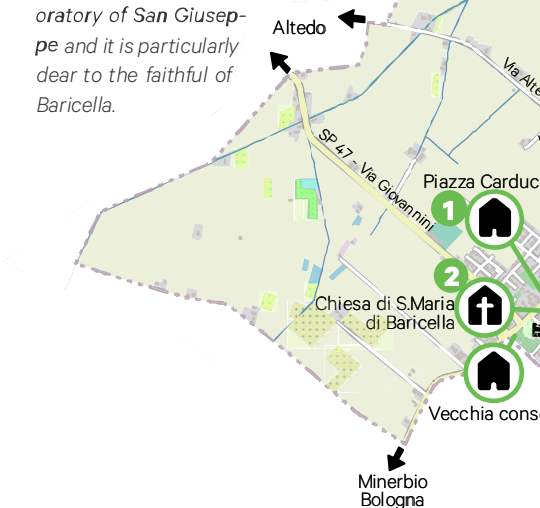 oratory of San Giusep-
pe and it is particularly
dear to the faithful of
Baricella.
Altedo
Via Alte
SP 47 - Via Giovannini
Piazza Carduc
1
2
Chiesa di S.Maria
di Baricella
Vecchia cons
Minerbio
Bologna